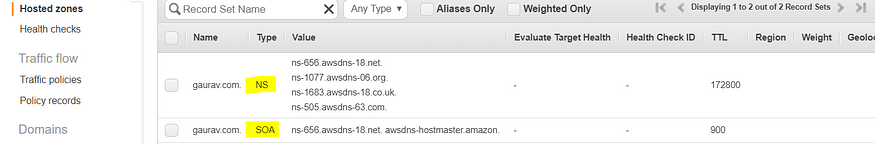 Hosted zones
Health checks
Traffic flow
Traffic policies
Policy records
Domains
Record Set Name
Any Type
Aliases Only
Weighted Only
Displaying 1 to 2 out of 2 Record Sets
Name Type Value Evaluate Target Health Health Check ID TTL Region Weight Geoloc
gaurav.com. NS ns-656.awsdns-18.net. - - 172800
ns-1077.awsdns-06.org.
ns-1683.awsdns-18.co.uk.
ns-505.awsdns-63.com.
gaurav.com. SOA ns-656.awsdns-18.net. awsdns-hostmaster.amazon. - - 900